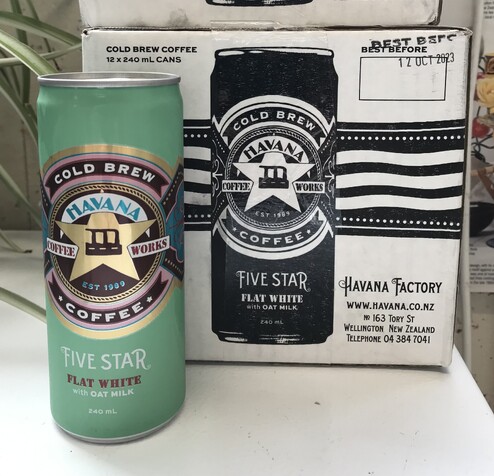 COLD BREW
HAVANA
COFFEE WORKS
EST 1989
COFFEE
FIVE STAR
FLAT WHITE
with OAT MILK
240 mL
COLD BREW COFFEE
12 x 240 mL CANS
BEST BEFORE
BEST BEFORE
12 OCT 2023
COLD BREW
HAVANA
COFFEE WORKS
EST 1989
COFFEE
FIVE STAR
FLAT WHITE
with OAT MILK
240 mL
HAVANA FACTORY
WWW.HAVANA.CO.NZ
No 163 TORY ST
WELLINGTON NEW ZEALAND
TELEPHONE 04 384 7041